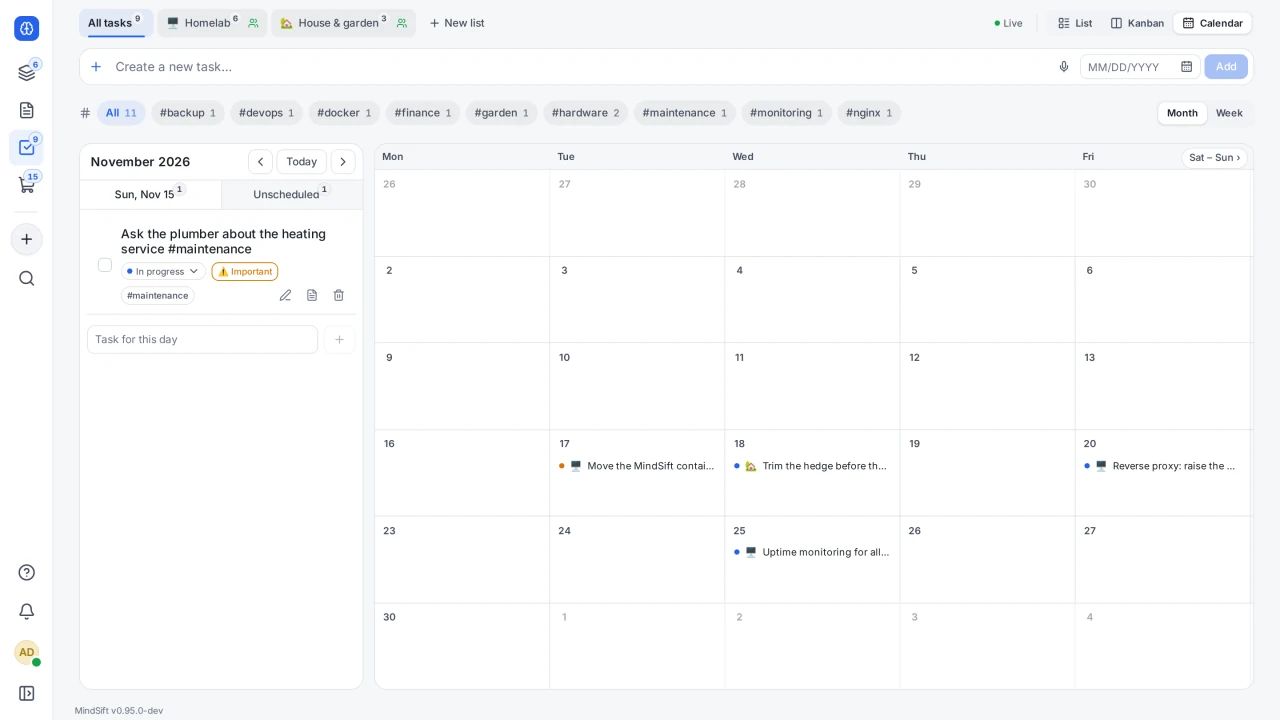 All tasks 9
Homelab 6
House & garden 3
New list
Live
List
Kanban
Calendar
6
9
15
Create a new task...
MM/DD/YYYY
Add
# All 11
#backup 1
#devops 1
#docker 1
#finance 1
#garden 1
#hardware 2
#maintenance 1
#monitoring 1
#nginx 1
Month
Week
November 2026
Today
Sun, Nov 15 1
Unscheduled 1
Ask the plumber about the heating
service #maintenance
In progress
Important
#maintenance
Task for this day
Mon Tue Wed Thu Fri
Sat – Sun ›
26 27 28 29 30
2 3 4 5 6
9 10 11 12 13
16 17 18 19 20
Move the MindSift contai...
Trim the hedge before th...
Reverse proxy: raise the ...
23 24 25 26 27
Uptime monitoring for all...
30 1 2 3 4
AD
MindSift v0.95.0-dev